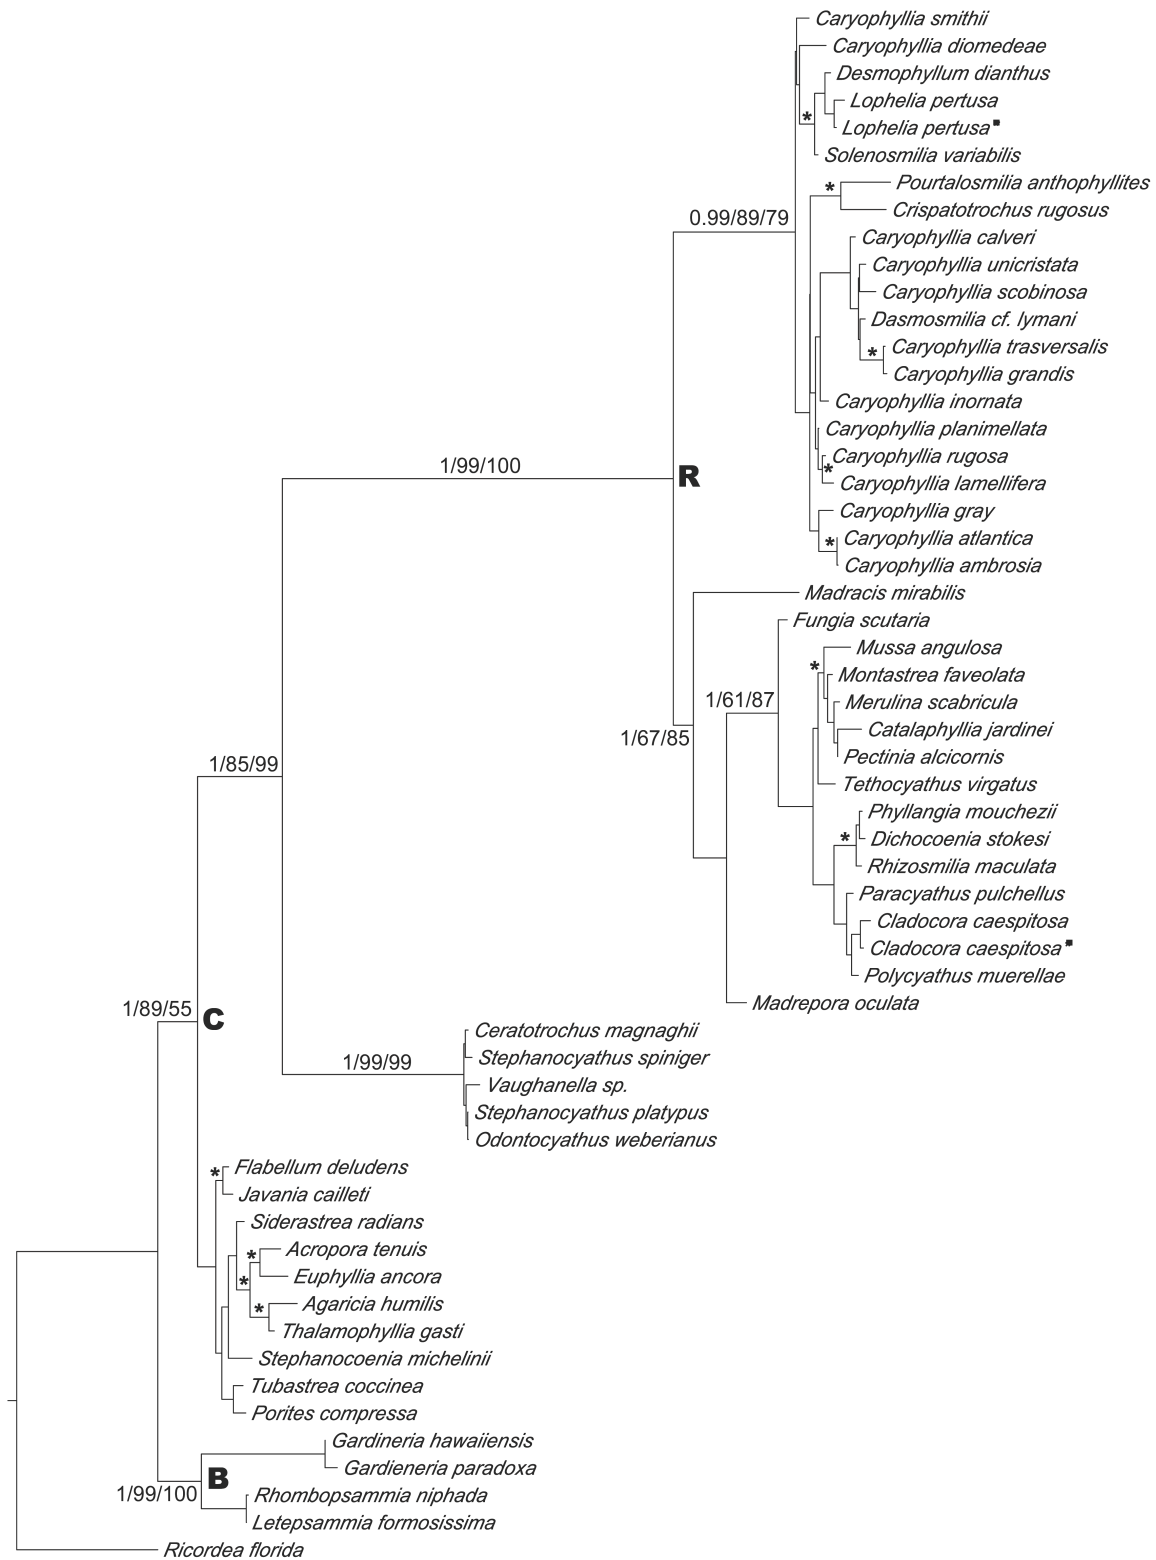 Caryophyllia smithii
Caryophyllia diomedeae
Desmophyllum dianthus
Lophelia pertusa
*
Lophelia pertusa■
Solenosmilia variabilis
*
Pourtalosmilia anthophyllites
Crispatotrochus rugosus
0.99/89/79
Caryophyllia calveri
Caryophyllia unicristata
Caryophyllia scobinosa
Dasmosmilia cf. lymani
*
Caryophyllia trasversalis
Caryophyllia grandis
Caryophyllia inornata
Caryophyllia planimellata
Caryophyllia rugosa
*
1/99/100
R
Caryophyllia lamellifera
Caryophyllia gray
*
Caryophyllia atlantica
Caryophyllia ambrosia
Madracis mirabilis
Fungia scutaria
Mussa angulosa
*
Montastrea faveolata
1/61/87
Merulina scabricula
Catalaphyllia jardinei
1/67/85
Pectinia alcicornis
1/85/99
Tethocyathus virgatus
Phyllangia mouchezii
*
Dichocoenia stokesi
Rhizosmilia maculata
Paracyathus pulchellus
Cladocora caespitosa
Cladocora caespitosa■
Polycyathus muerellae
Madrepora oculata
1/89/55
C
Ceratotrochus magnaghii
Stephanocyathus spiniger
1/99/99
Vaughanella sp.
Stephanocyathus platypus
Odontocyathus weberianus
*
Flabellum deludens
Javania cailleti
Siderastrea radians
*
Acropora tenuis
*
Euphyllia ancora
*
Agaricia humilis
Thalamophyllia gasti
Stephanocoenia michelinii
Tubastrea coccinea
Porites compressa
Gardineria hawaiiensis
Gardieneria paradoxa
B
1/99/100
Rhombopsammia niphada
Letepsammia formosissima
Ricordea florida